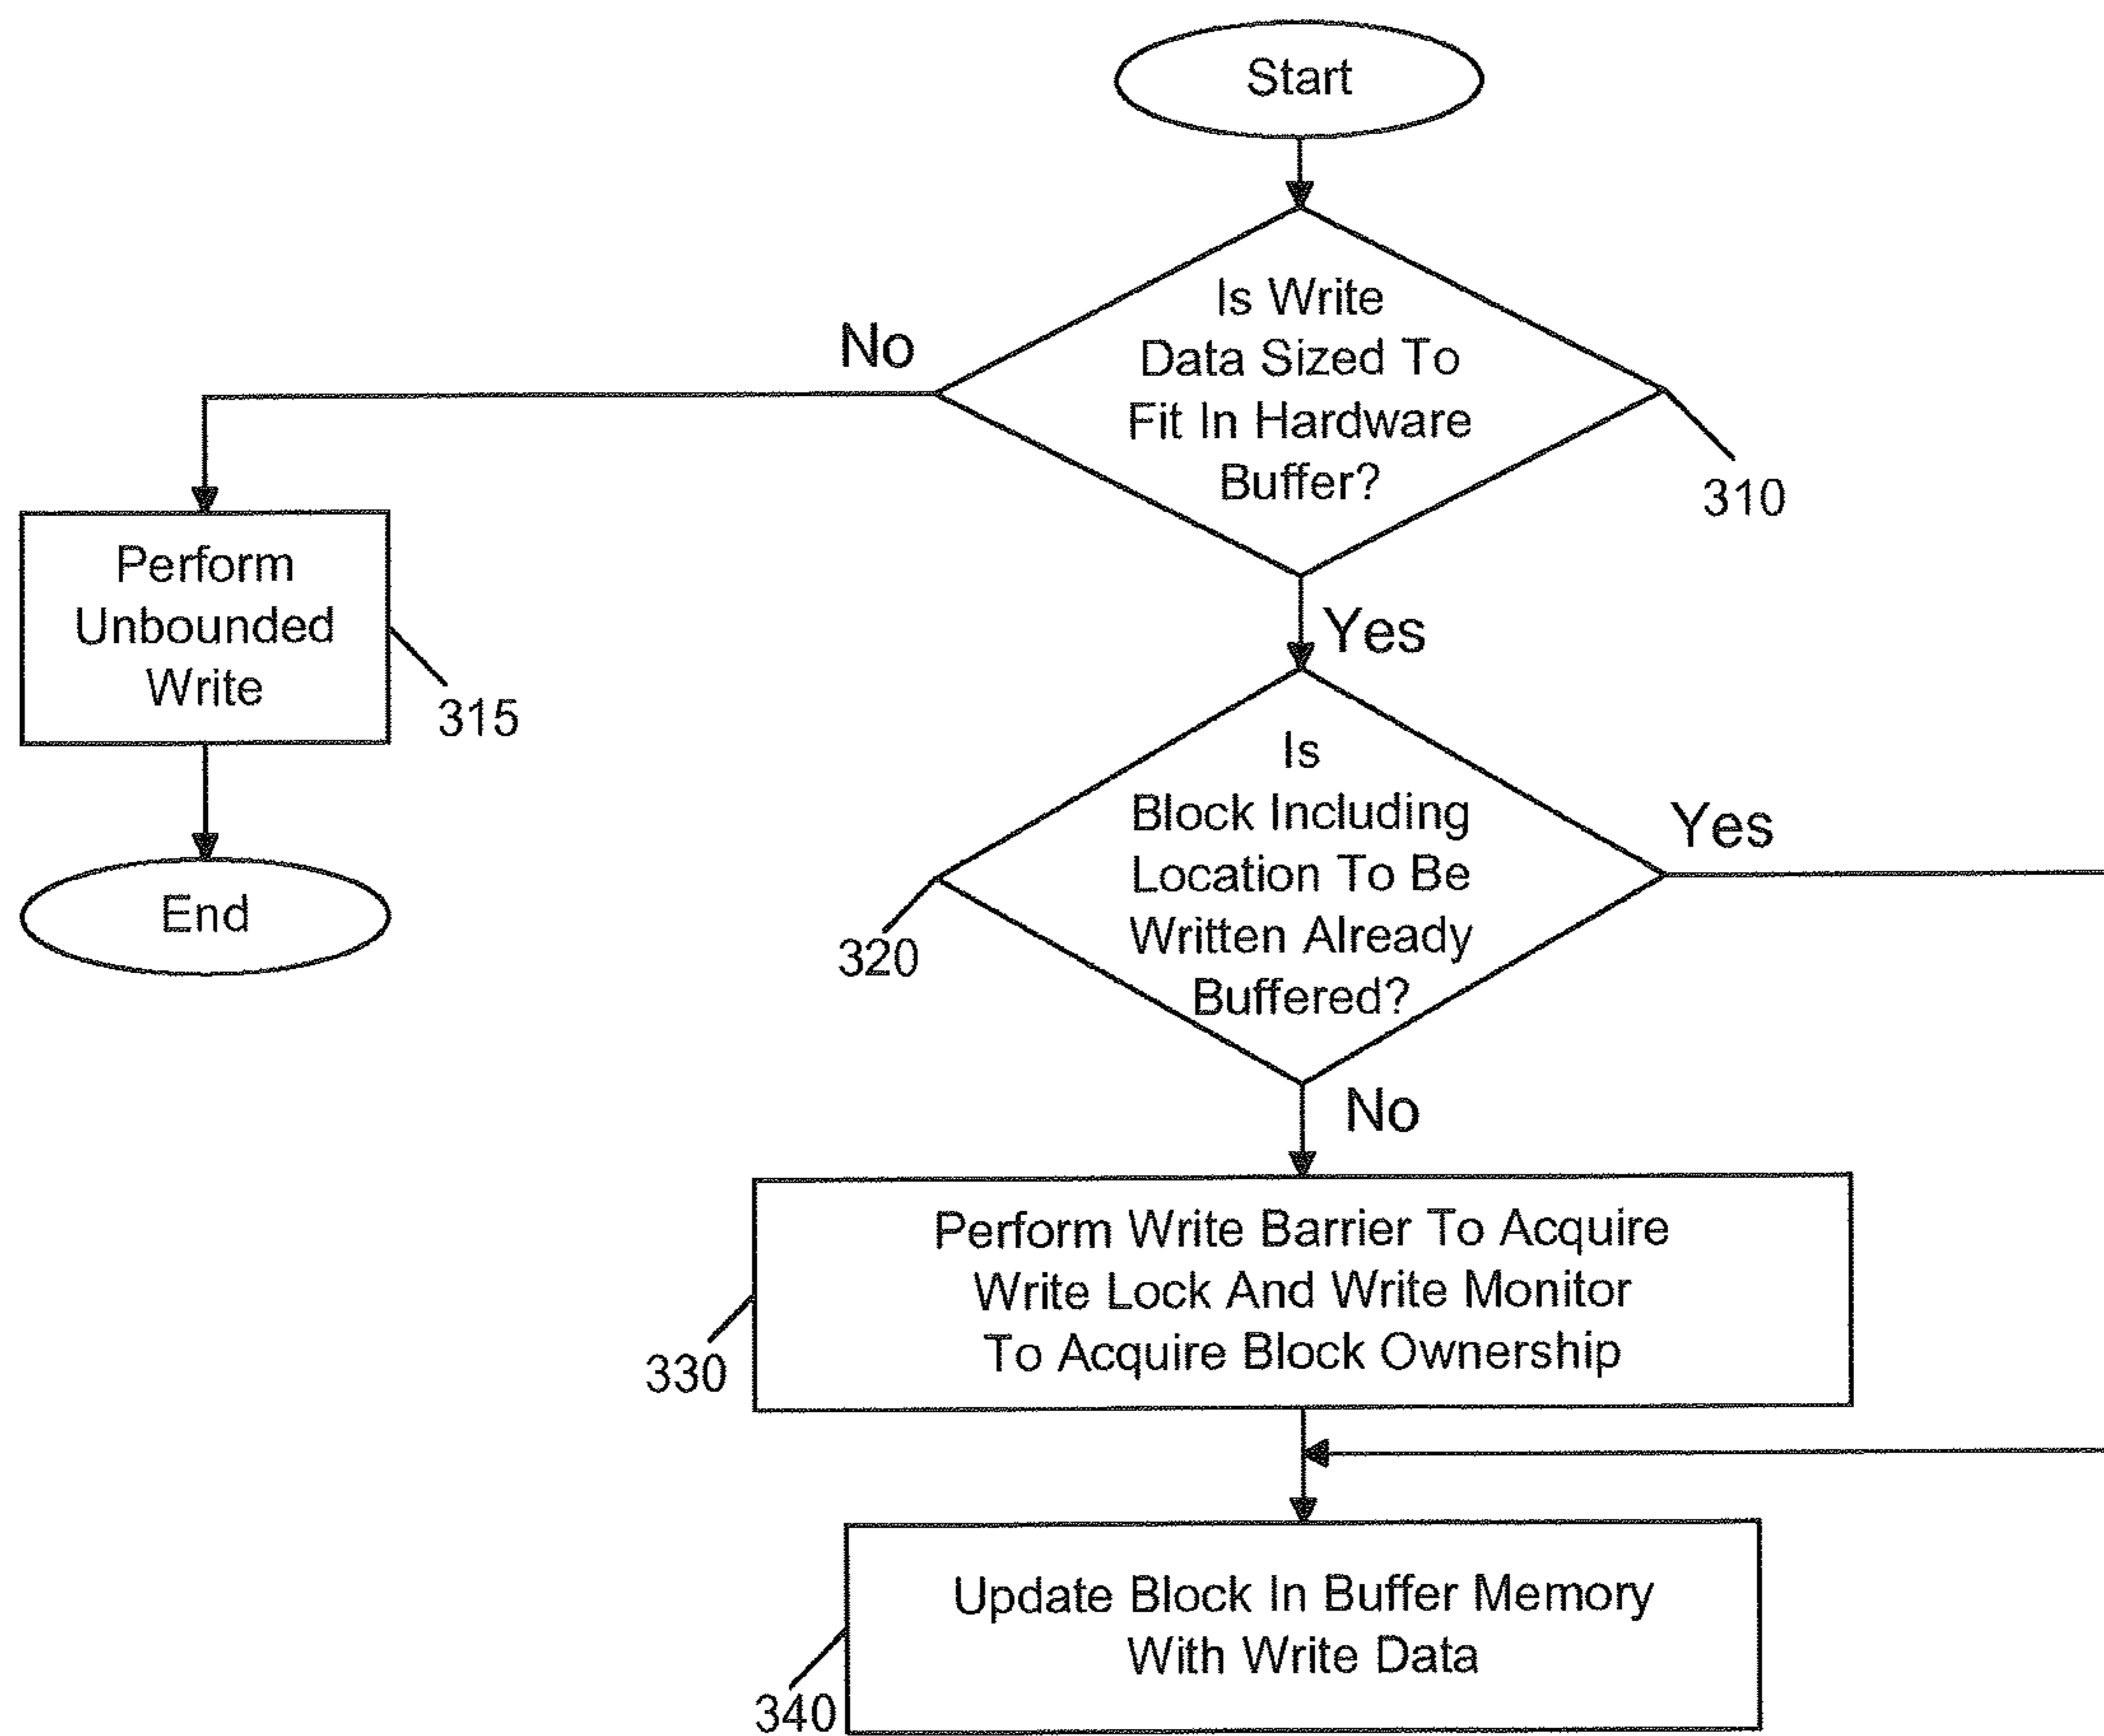 Start
Is Write
Data Sized To
Fit In Hardware
Buffer?
310
No
Yes
Perform
Unbounded
Write
315
End
Is
Block Including
Location To Be
Written Already
Buffered?
320
Yes
No
Perform Write Barrier To Acquire
Write Lock And Write Monitor
To Acquire Block Ownership
330
Update Block In Buffer Memory
With Write Data
340